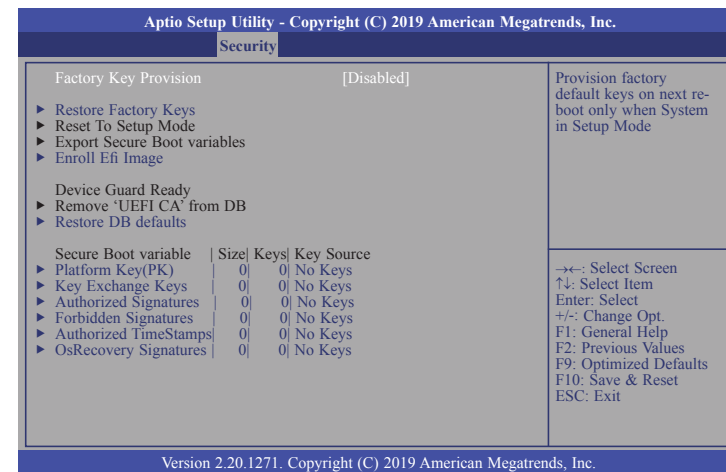 Aptio Setup Utility - Copyright (C) 2019 American Megatrends, Inc.
Security
Factory Key Provision [Disabled]
► Restore Factory Keys
► Reset To Setup Mode
► Export Secure Boot variables
► Enroll Efi Image
Device Guard Ready
► Remove ‘UEFI CA’ from DB
► Restore DB defaults
Secure Boot variable | Size| Keys| Key Source
► Platform Key(PK) | 0| 0| No Keys
► Key Exchange Keys | 0| 0| No Keys
► Authorized Signatures | 0| 0| No Keys
► Forbidden Signatures | 0| 0| No Keys
► Authorized TimeStamps| 0| 0| No Keys
► OsRecovery Signatures | 0| 0| No Keys
Provision factory
default keys on next re-
boot only when System
in Setup Mode
→←: Select Screen
↑↓: Select Item
Enter: Select
+/-: Change Opt.
F1: General Help
F2: Previous Values
F9: Optimized Defaults
F10: Save & Reset
ESC: Exit
Version 2.20.1271. Copyright (C) 2019 American Megatrends, Inc.